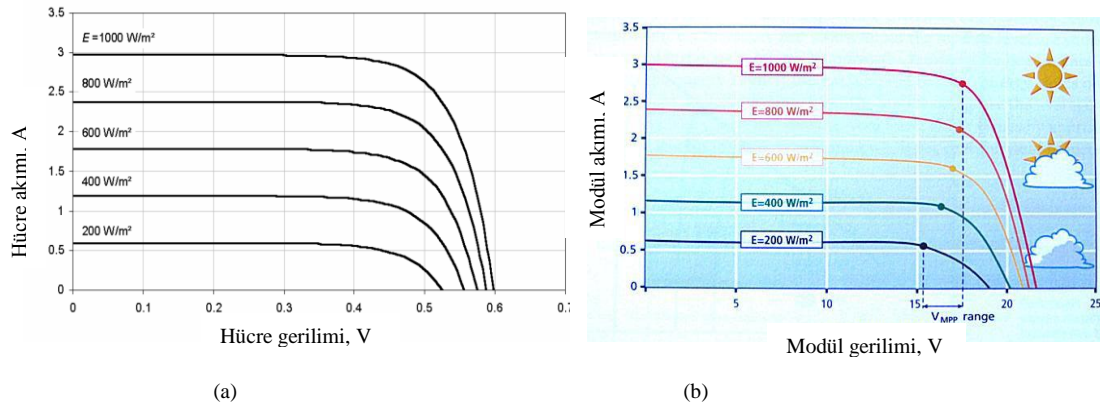 3.5
3
2.5
2
1.5
1
0.5
0
E = 1000 W/m²
800 W/m²
600 W/m²
400 W/m²
200 W/m²
0 0.1 0.2 0.3 0.4 0.5 0.6 0.7
Hücre akımı. A
Hücre gerilimi, V
(a)
3.5
3
2.5
2
1.5
1
0.5
0
E=1000 W/m²
E=800 W/m²
E=600 W/m²
E=400 W/m²
E=200 W/m²
5 10 15 20 25
V MPP range
Modül akımı. A
Modül gerilimi, V
(b)